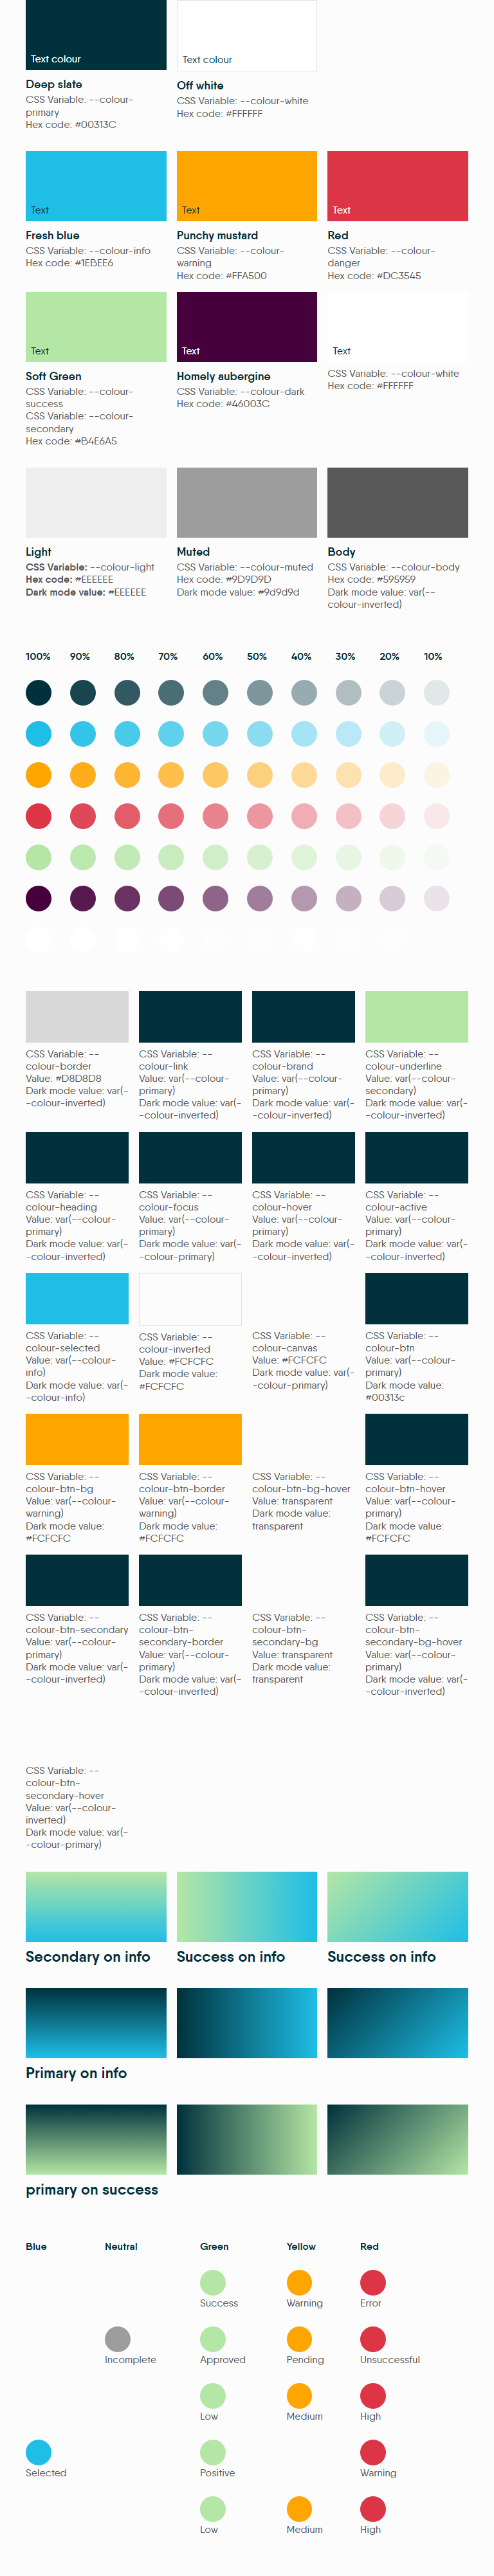 Text colour
Text colour
Deep slate
CSS Variable: --colour-
primary
Hex code: #00313C
Off white
CSS Variable: --colour-white
Hex code: #FFFFFF
Text
Text
Text
Fresh blue
CSS Variable: --colour-info
Hex code: #1EBEE6
Punchy mustard
CSS Variable: --colour-
warning
Hex code: #FFA500
Red
CSS Variable: --colour-
danger
Hex code: #DC3545
Text
Text
Text
Soft Green
CSS Variable: --colour-
success
CSS Variable: --colour-
secondary
Hex code: #B4E6A5
Homely aubergine
CSS Variable: --colour-dark
Hex code: #46003C
CSS Variable: --colour-white
Hex code: #FFFFFF
Light
CSS Variable: --colour-light
Hex code: #EEEEEE
Dark mode value: #EEEEEE
Muted
CSS Variable: --colour-muted
Hex code: #9D9D9D
Dark mode value: #9d9d9d
Body
CSS Variable: --colour-body
Hex code: #595959
Dark mode value: var(--
colour-inverted)
100% 90% 80% 70% 60% 50% 40% 30% 20% 10%
CSS Variable: --
colour-border
Value: #D8D8D8
Dark mode value: var(-
-colour-inverted)
CSS Variable: --
colour-link
Value: var(--colour-
primary)
Dark mode value: var(-
-colour-inverted)
CSS Variable: --
colour-brand
Value: var(--colour-
primary)
Dark mode value: var(-
-colour-inverted)
CSS Variable: --
colour-underline
Value: var(--colour-
secondary)
Dark mode value: var(-
-colour-inverted)
CSS Variable: --
colour-heading
Value: var(--colour-
primary)
Dark mode value: var(-
-colour-inverted)
CSS Variable: --
colour-focus
Value: var(--colour-
primary)
Dark mode value: var(-
-colour-primary)
CSS Variable: --
colour-hover
Value: var(--colour-
primary)
Dark mode value: var(-
-colour-inverted)
CSS Variable: --
colour-active
Value: var(--colour-
primary)
Dark mode value: var(-
-colour-inverted)
CSS Variable: --
colour-selected
Value: var(--colour-
info)
Dark mode value: var(-
-colour-info)
CSS Variable: --
colour-inverted
Value: #FCFCFC
Dark mode value:
#FCFCFC
CSS Variable: --
colour-canvas
Value: #FCFCFC
Dark mode value: var(-
-colour-primary)
CSS Variable: --
colour-btn
Value: var(--colour-
primary)
Dark mode value:
#00313c
CSS Variable: --
colour-btn-bg
Value: var(--colour-
warning)
Dark mode value:
#FCFCFC
CSS Variable: --
colour-btn-border
Value: var(--colour-
warning)
Dark mode value:
#FCFCFC
CSS Variable: --
colour-btn-bg-hover
Value: transparent
Dark mode value:
transparent
CSS Variable: --
colour-btn-hover
Value: var(--colour-
primary)
Dark mode value:
#FCFCFC
CSS Variable: --
colour-btn-secondary
Value: var(--colour-
primary)
Dark mode value: var(-
-colour-inverted)
CSS Variable: --
colour-btn-
secondary-border
Value: var(--colour-
primary)
Dark mode value: var(-
-colour-inverted)
CSS Variable: --
colour-btn-
secondary-bg
Value: transparent
Dark mode value:
transparent
CSS Variable: --
colour-btn-
secondary-bg-hover
Value: var(--colour-
primary)
Dark mode value: var(-
-colour-inverted)
CSS Variable: --
colour-btn-
secondary-hover
Value: var(--colour-
inverted)
Dark mode value: var(-
-colour-primary)
Secondary on info
Success on info
Success on info
Primary on info
primary on success
Blue Neutral Green Yellow Red
Success Warning Error
Incomplete Approved Pending Unsuccessful
Low Medium High
Selected Positive Warning
Low Medium High